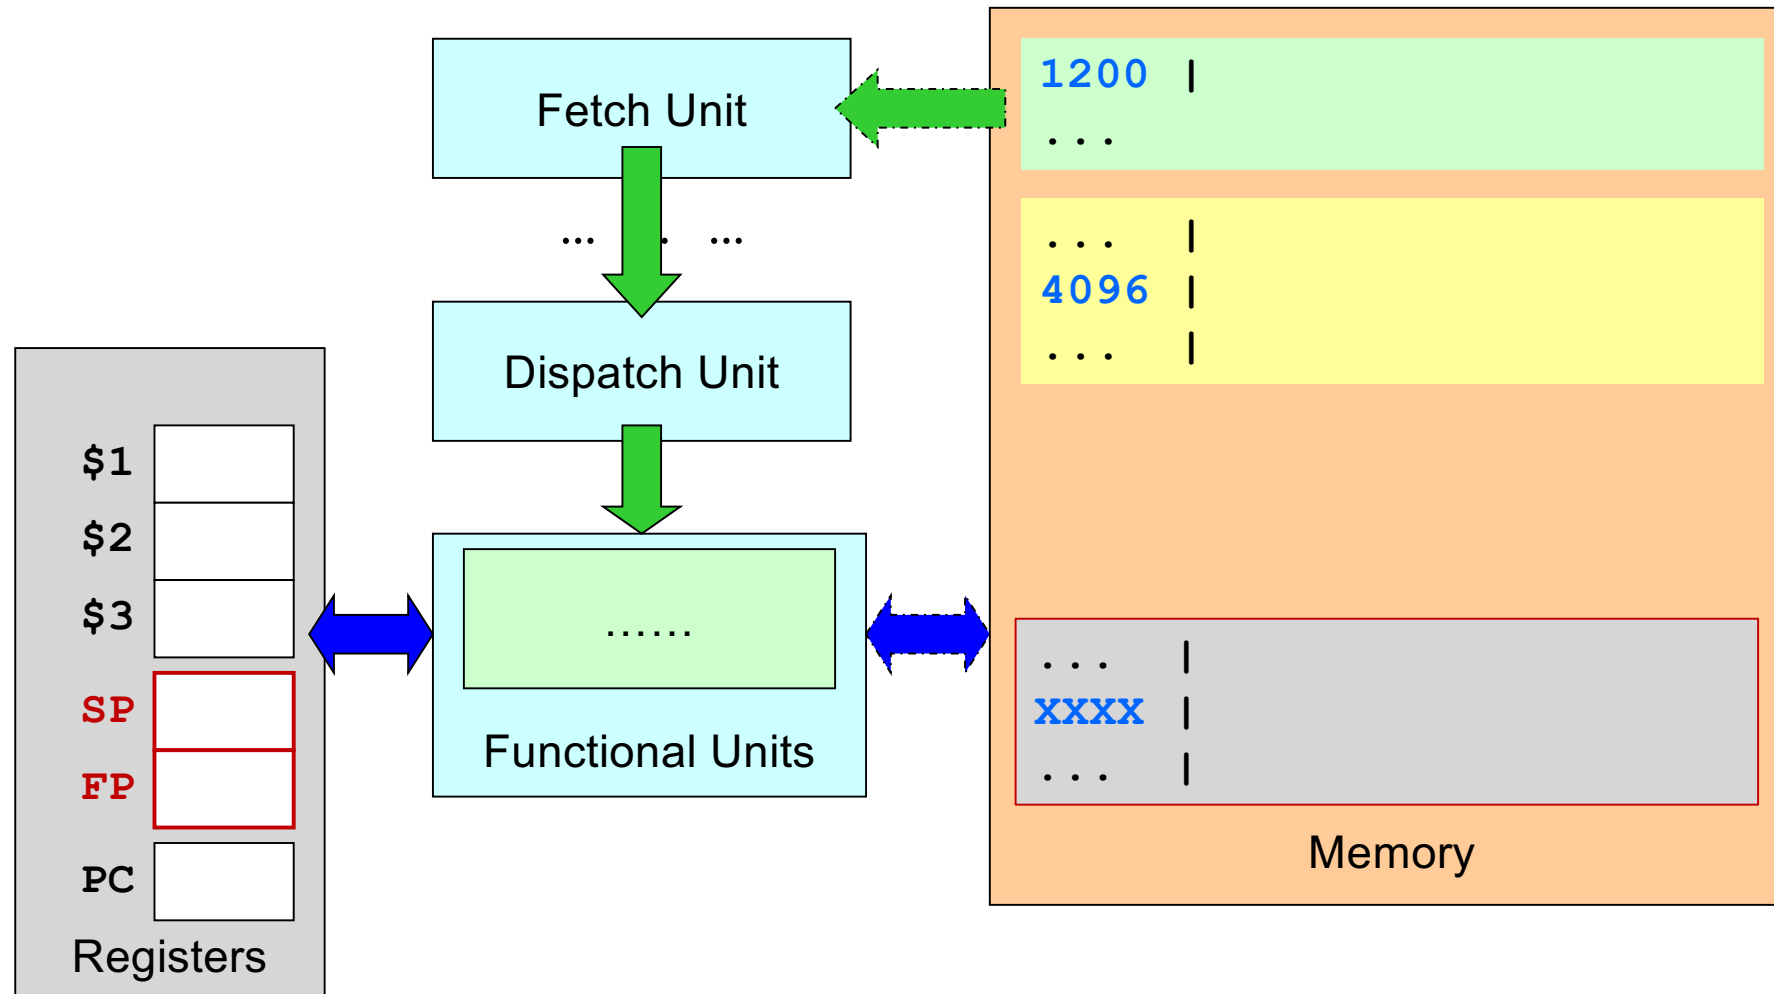 Fetch Unit
... . ...
Dispatch Unit
......
Functional Units
$1
$2
$3
SP
FP
PC
Registers
1200 |
...
... |
4096 |
... |
... |
xxxx |
... |
Memory